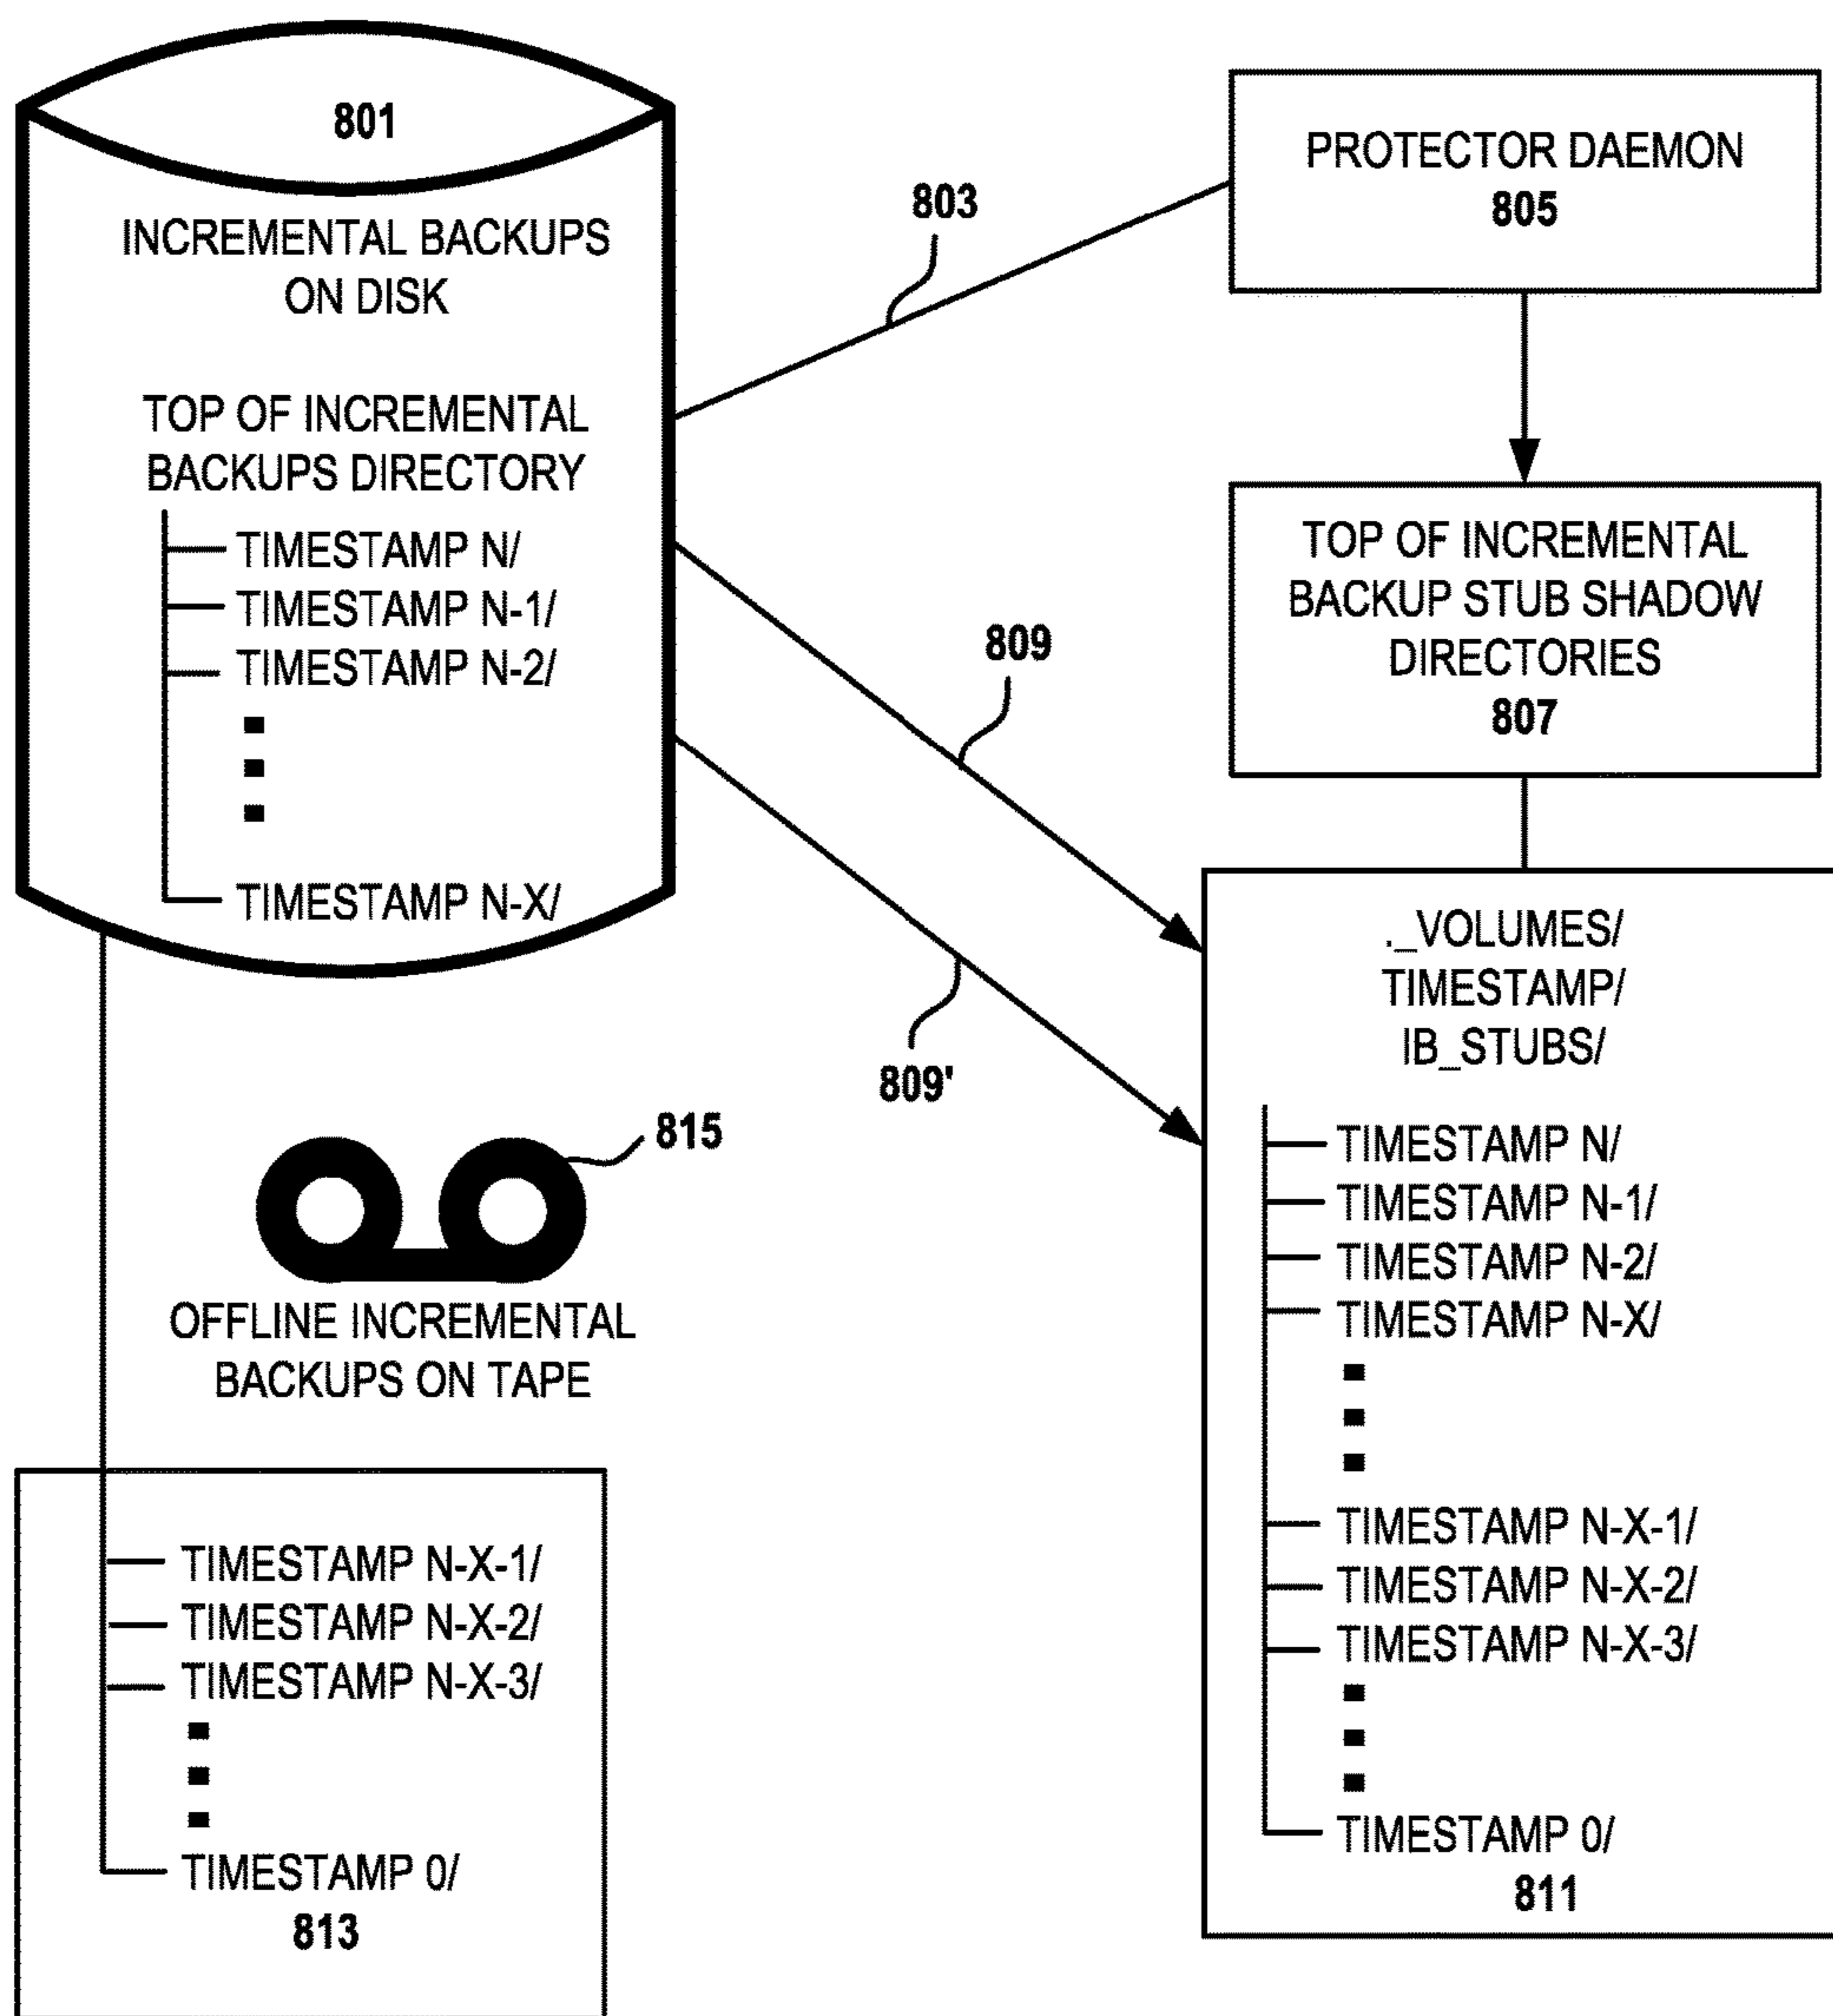 801
INCREMENTAL BACKUPS
ON DISK
TOP OF INCREMENTAL
BACKUPS DIRECTORY
TIMESTAMP N/
TIMESTAMP N-1/
TIMESTAMP N-2/
TIMESTAMP N-X/
803
PROTECTOR DAEMON
805
TOP OF INCREMENTAL
BACKUP STUB SHADOW
DIRECTORIES
807
809
809'
._VOLUMES/
TIMESTAMP/
IB_STUBS/
TIMESTAMP N/
TIMESTAMP N-1/
TIMESTAMP N-2/
TIMESTAMP N-X/
TIMESTAMP N-X-1/
TIMESTAMP N-X-2/
TIMESTAMP N-X-3/
TIMESTAMP 0/
811
815
OFFLINE INCREMENTAL
BACKUPS ON TAPE
TIMESTAMP N-X-1/
TIMESTAMP N-X-2/
TIMESTAMP N-X-3/
TIMESTAMP 0/
813